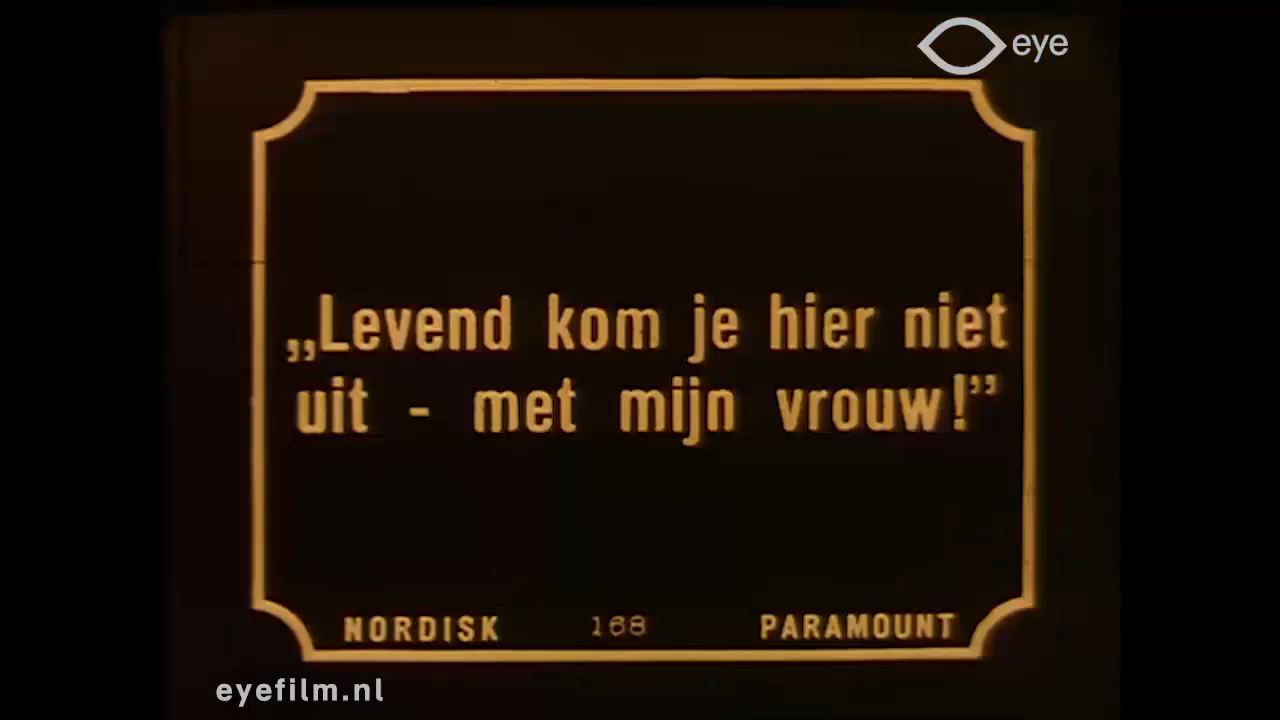 eye
„Levend kom je hier niet
uit - met mijn vrouw!”
NORDISK 168 PARAMOUNT
eyefilm.nl